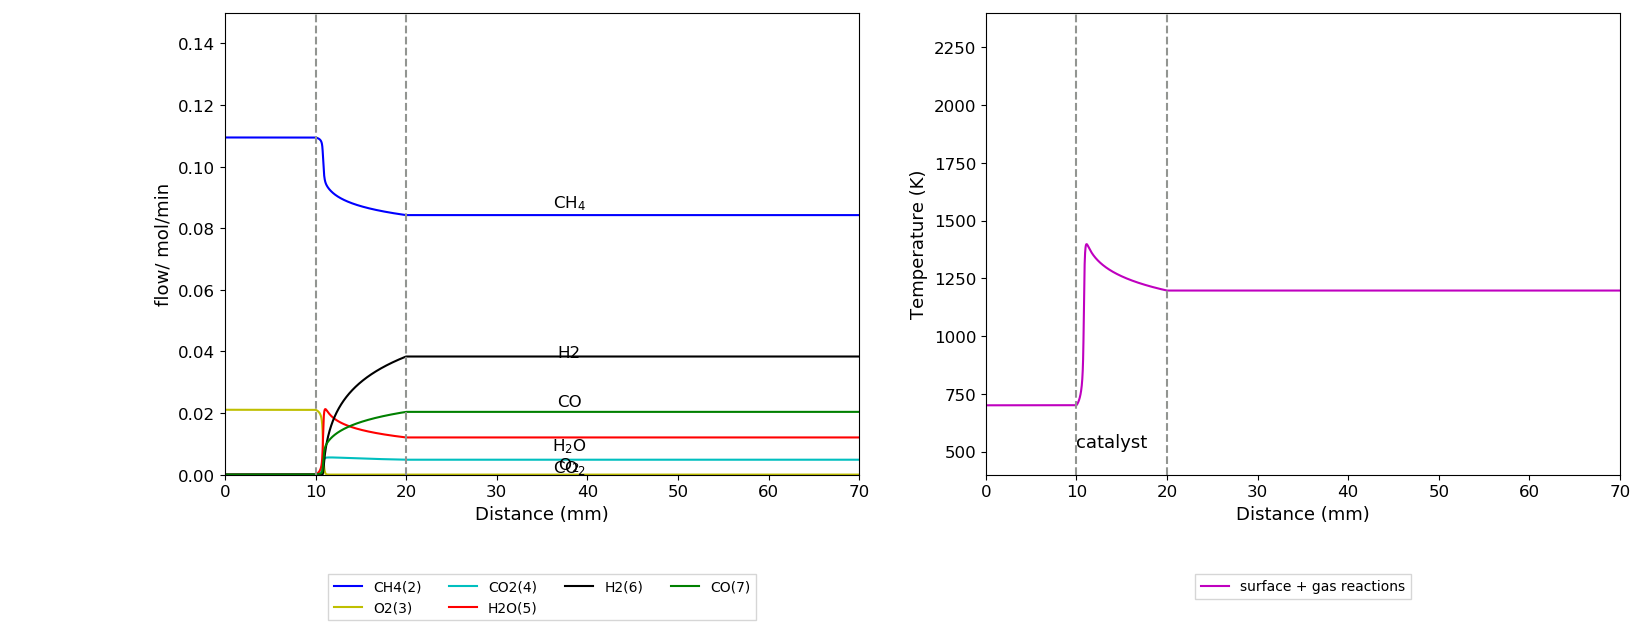 0.14
0.12
0.10
0.08
0.06
0.04
0.02
0.00
flow/ mol/min
CH₄
H2
CO
H₂O
O₂
CO₂
0 10 20 30 40 50 60 70
Distance (mm)
CH4(2) CO2(4) H2(6) CO(7)
O2(3) H2O(5)
2250
2000
1750
1500
1250
1000
750
500
Temperature (K)
catalyst
0 10 20 30 40 50 60 70
Distance (mm)
surface + gas reactions